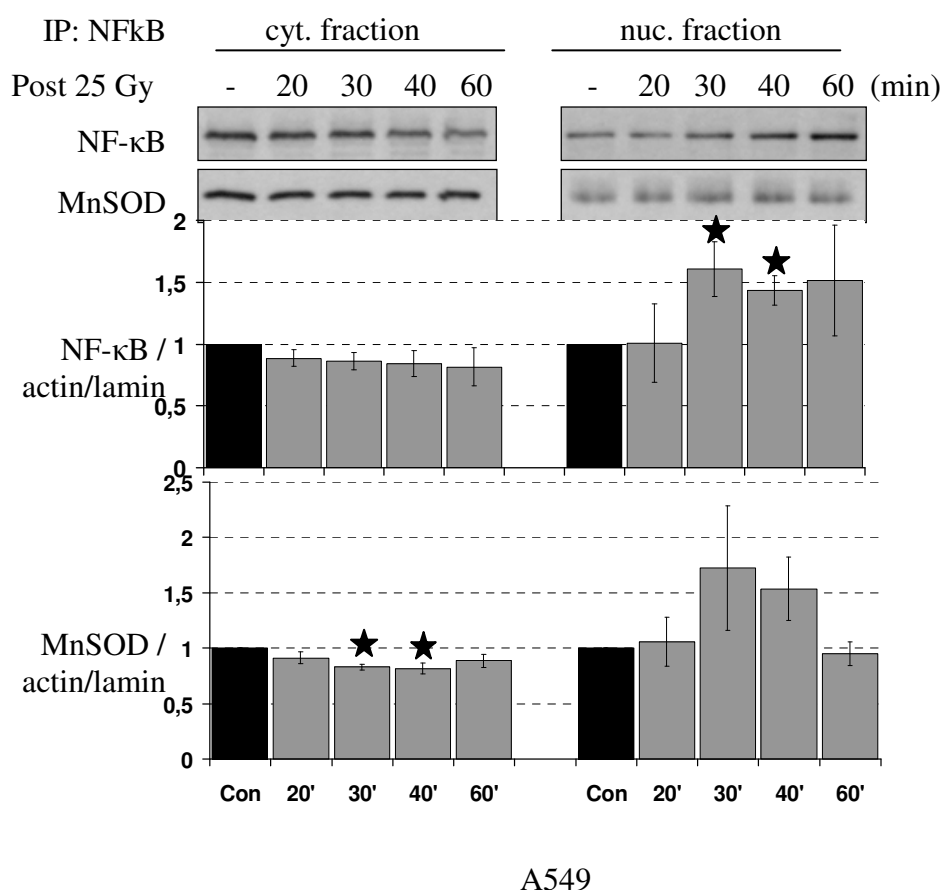 IP: NFkB cyt. fraction nuc. fraction
Post 25 Gy - 20 30 40 60 - 20 30 40 60 (min)
NF-κB
MnSOD
2
1,5
NF-κB / 1
actin/lamin
0,5
0
2,5
2
1,5
MnSOD / 1
actin/lamin
0,5
0
Con 20' 30' 40' 60' Con 20' 30' 40' 60'
A549